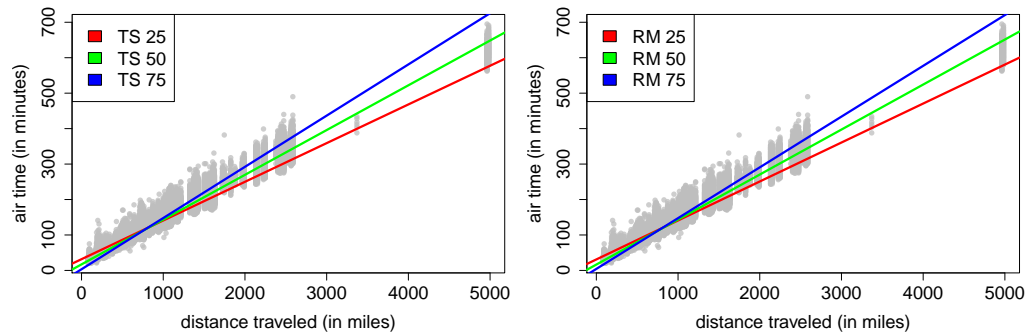 TS 25
TS 50
TS 75
air time (in minutes)
0 100 300 500 700
0 1000 2000 3000 4000 5000
distance traveled (in miles)
RM 25
RM 50
RM 75
air time (in minutes)
0 100 300 500 700
0 1000 2000 3000 4000 5000
distance traveled (in miles)